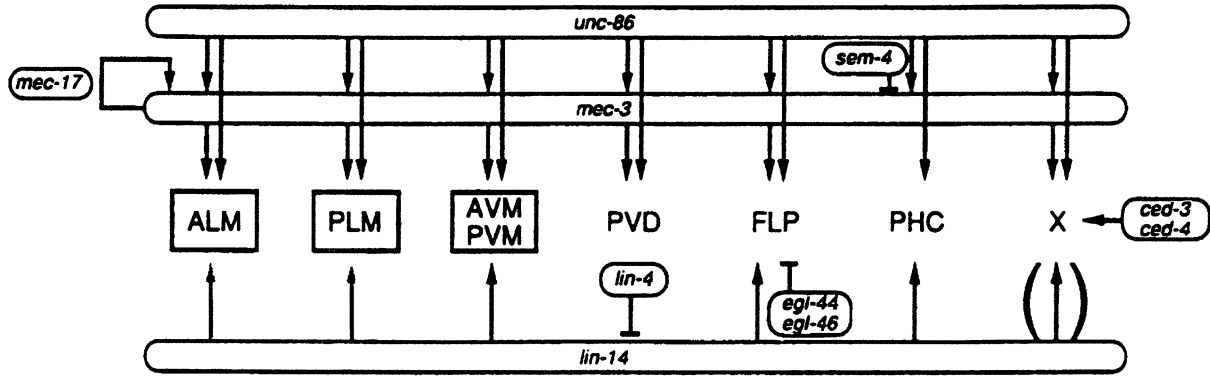 unc-86
sem-4
mec-17
mec-3
ALM
PLM
AVM
PVM
PVD
FLP
PHC
X
ced-3
ced-4
lin-4
egl-44
egl-46
lin-14